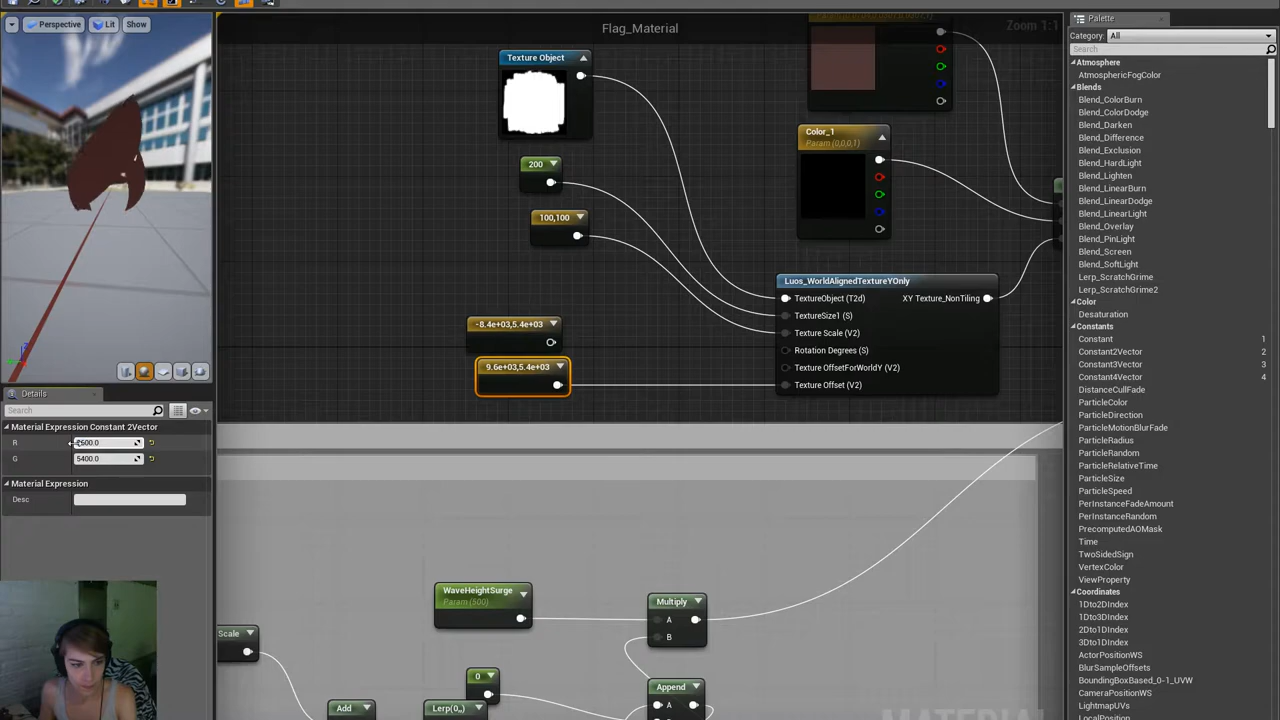 Perspective
Lit
Show
Flag_Material
Zoom 1:1
Texture Object
200
100,100
-8.4e+03,5.4e+03
9.6e+03,5.4e+03
Color_1
Param (0,0,0,1)
Luos_WorldAlignedTextureYOnly
TextureObject (T2d)
XY Texture_NonTiling
TextureSize1 (S)
Texture Scale (V2)
Rotation Degrees (S)
Texture OffsetForWorldY (V2)
Texture Offset (V2)
WaveHeightSurge
Param (500)
Multiply
A
B
Scale
0
Add
Lerp(0,,)
Append
A
Details
Search
Material Expression Constant 2Vector
R
G 5400.0
Material Expression
Desc
Palette
Category: All
Search
Atmosphere
AtmosphericFogColor
Blends
Blend_ColorBurn
Blend_ColorDodge
Blend_Darken
Blend_Difference
Blend_Exclusion
Blend_HardLight
Blend_Lighten
Blend_LinearBurn
Blend_LinearDodge
Blend_LinearLight
Blend_Overlay
Blend_PinLight
Blend_Screen
Blend_SoftLight
Lerp_ScratchGrime
Lerp_ScratchGrime2
Color
Desaturation
Constants
Constant 1
Constant2Vector 2
Constant3Vector 3
Constant4Vector 4
DistanceCullFade
ParticleColor
ParticleDirection
ParticleMotionBlurFade
ParticleRadius
ParticleRandom
ParticleRelativeTime
ParticleSize
ParticleSpeed
PerInstanceFadeAmount
PerInstanceRandom
PrecomputedAOMask
Time
TwoSidedSign
VertexColor
ViewProperty
Coordinates
1Dto2DIndex
1Dto3DIndex
2Dto1DIndex
3Dto1DIndex
ActorPositionWS
BlurSampleOffsets
BoundingBoxBased_0-1_UVW
CameraPositionWS
LightmapUVs